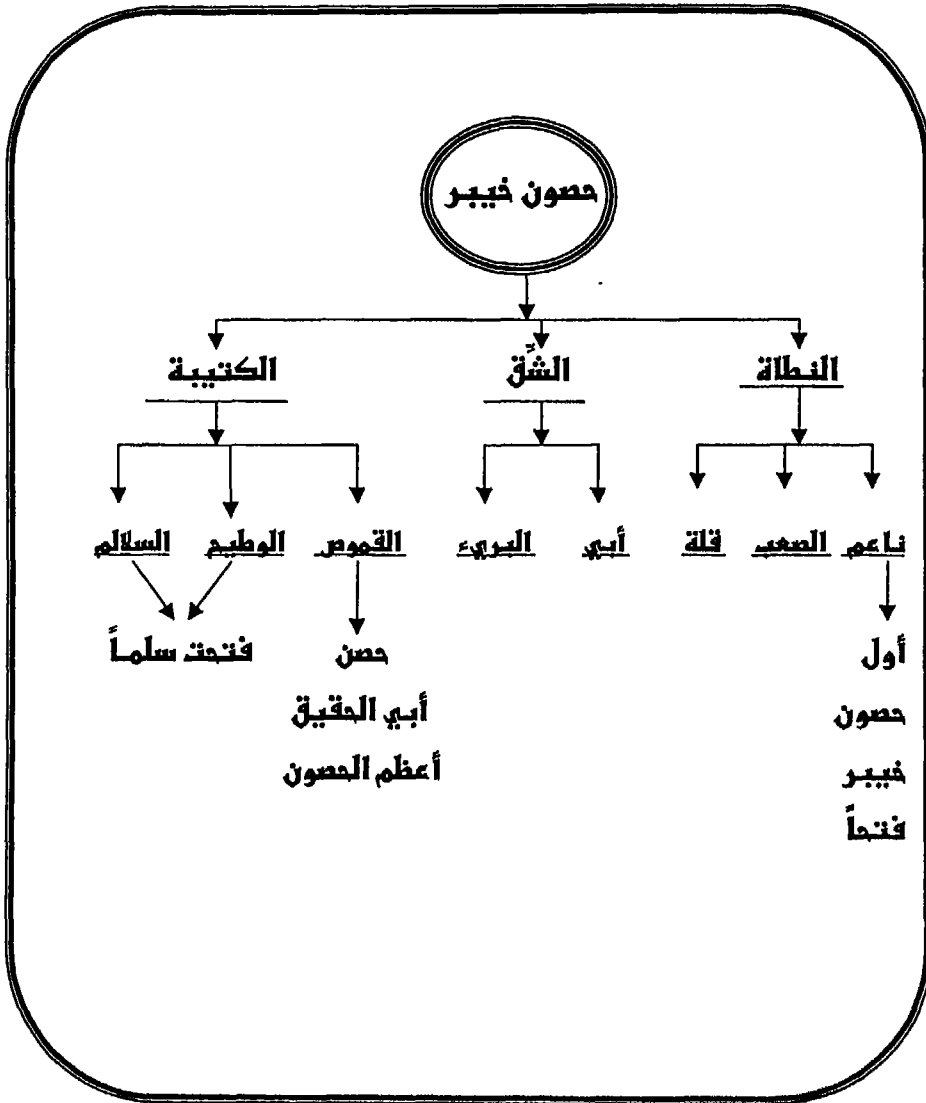 حصون خيبر
النطاة الشِّق الكتيبة
ناعم الصعب قلة أبي البريء القموص الوطيح السلالم
أول
حصون
خيبر
فتحاً
حصن
أبي الحقيق
أعظم الحصون
فتحت سلماً